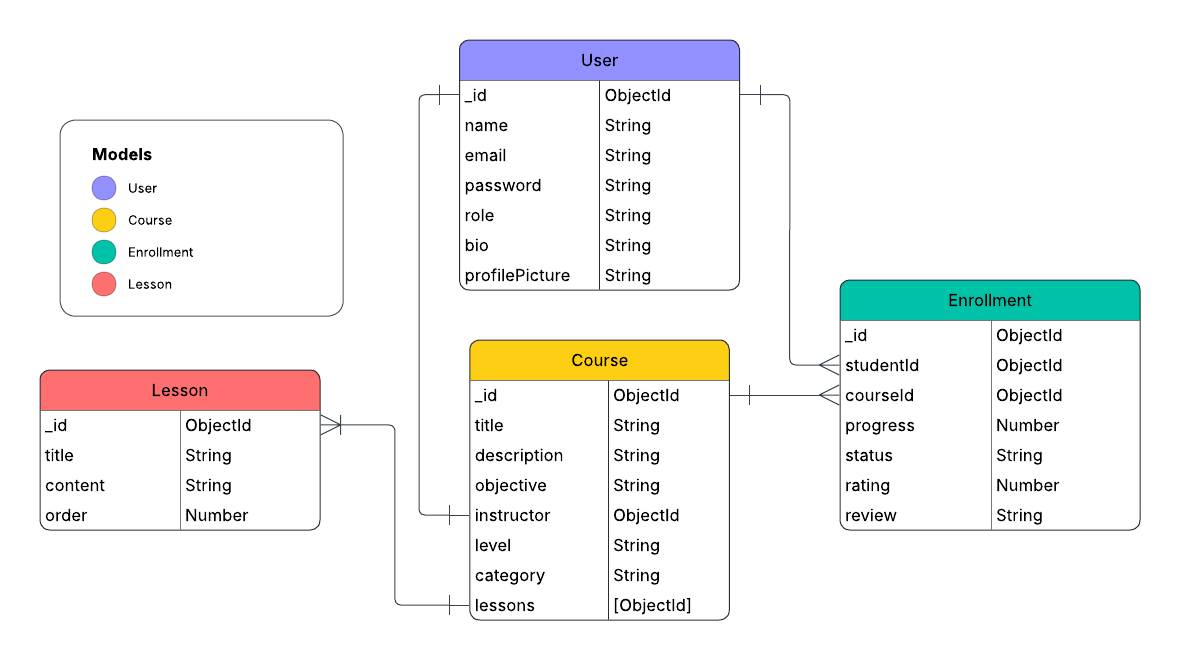 Models
User
Course
Enrollment
Lesson
User
_id ObjectId
name String
email String
password String
role String
bio String
profilePicture String
Lesson
_id ObjectId
title String
content String
order Number
Course
_id ObjectId
title String
description String
objective String
instructor ObjectId
level String
category String
lessons [ObjectId]
Enrollment
_id ObjectId
studentId ObjectId
courseId ObjectId
progress Number
status String
rating Number
review String